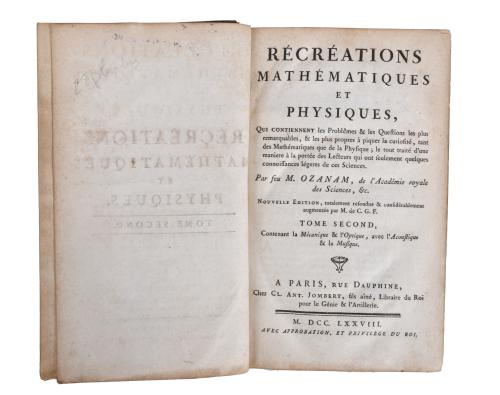 RÉCRÉATIONS
MATHÉMATIQUES
ET
PHYSIQUES,
QUI CONTIENNENT les Problêmes & les Questions les plus
remarquables, & les plus propres à piquer la curiosité, tant
des Mathématiques que de la Physique; le tout traité d'une
maniere à la portée des Lecteurs qui ont seulement quelques
connoissances légeres de ces Sciences.
Par feu M. OZANAM, de l'Académie royale
des Sciences, &c.
NOUVELLE ÉDITION, totalement refondue & considérablement
augmentée par M. de C. G. F.
TOME SECOND,
Contenant la Méchanique & l'Optique, avec l'Acoustique
& la Musique.
A PARIS, RUE DAUPHINE,
Chez CL. ANT. JOMBERT, fils aîné, Libraire du Roi
pour le Génie & l'Artillerie.
M. DCC. LXXVIII.
AVEC APPROBATION, ET PRIVILEGE DU ROI.